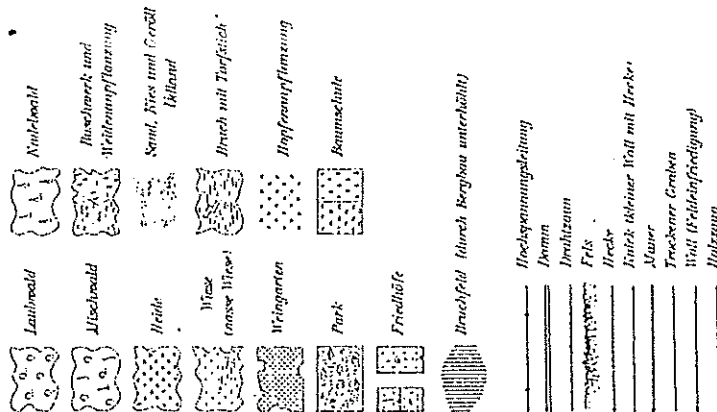 Laubwald
Mischwald
Heide
Wiese
(nasse Wiese)
Weingarten
Park
Friedhöfe
Bruchfeld (durch Bergbau unterhöhlt)
Nadelwald
Buschwerk und
Weidenanpflanzung
Sand, Kies und Geröll
Ödland
Bruch mit Torfstich
Hopfenanpflanzung
Baumschule
Hochspannungsleitung
Damm
Drahtzaun
Fels
Hecke
Knick (kleiner Wall mit Hecke)
Mauer
Trockener Graben
Wall (Feldeinfriedigung)
Holzzaun